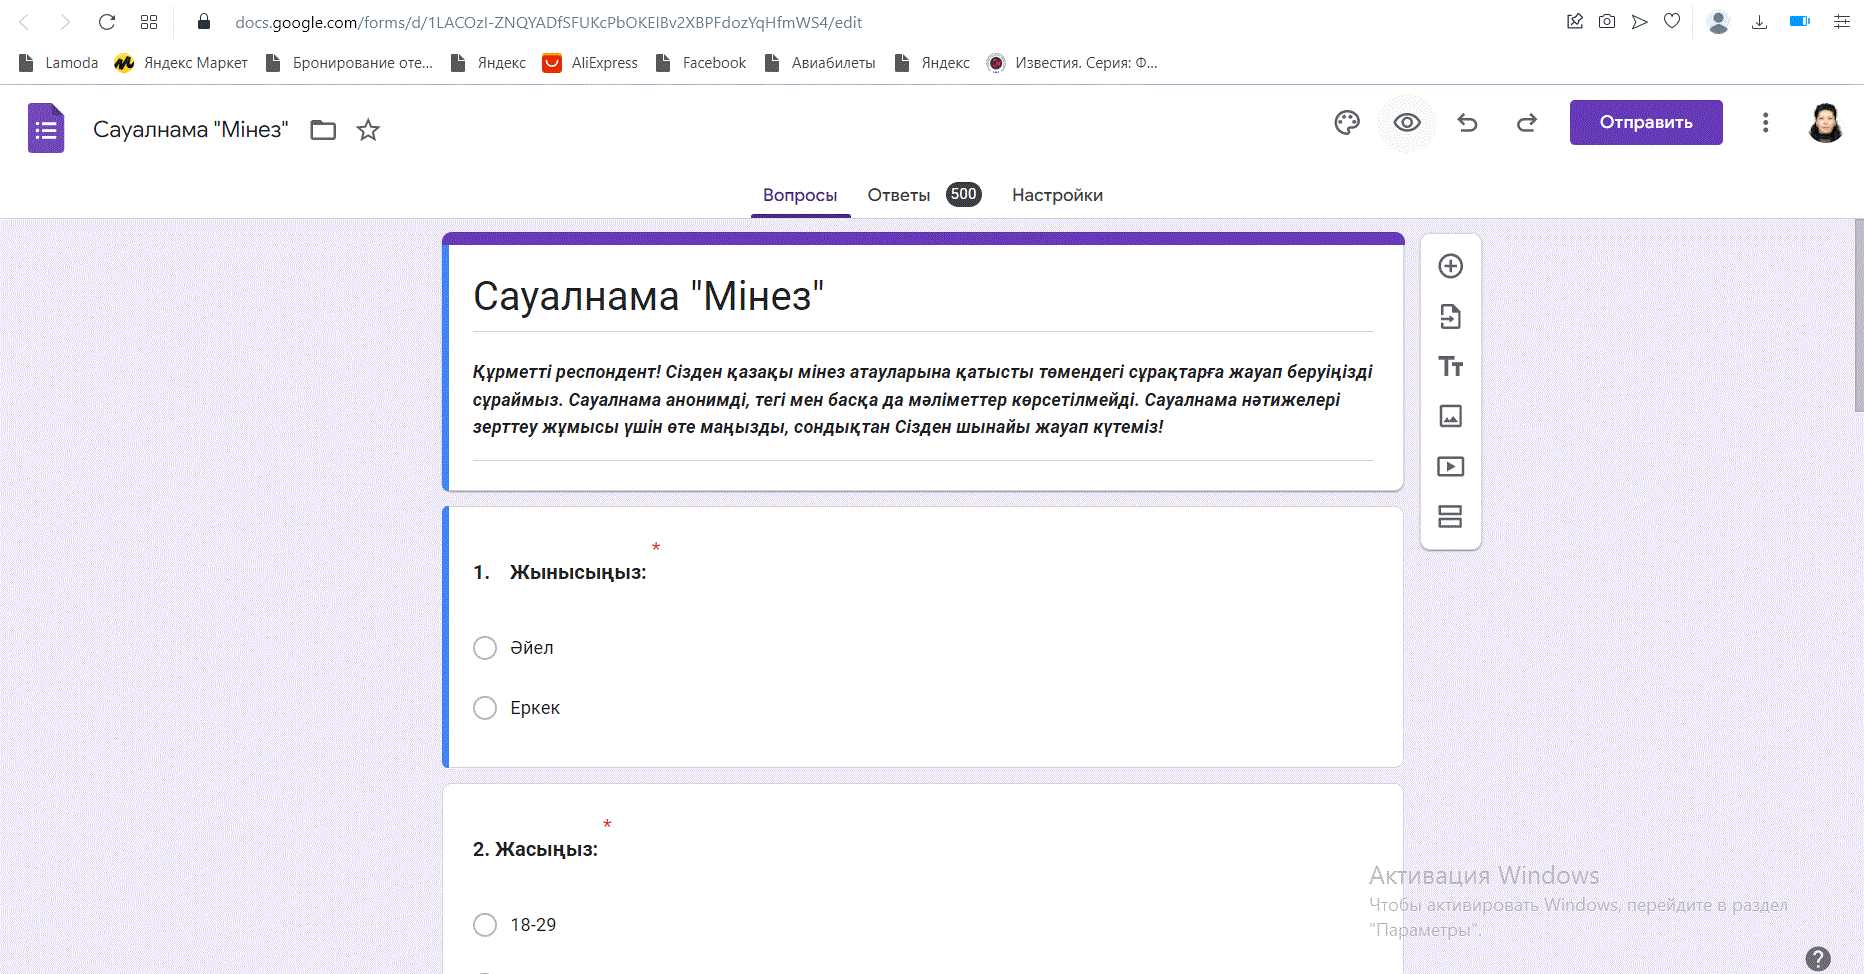 docs.google.com/forms/d/1LACOzI-ZNQYADfSFUKcPbOKEIBv2XBPFdozYqHfmWS4/edit
Lamoda Яндекс Маркет Бронирование оте... Яндекс AliExpress Facebook Авиабилеты Яндекс Известия. Серия: Ф...
Сауалнама "Мінез"
Отправить
Вопросы Ответы 500 Настройки
Сауалнама "Мінез"
Құрметті респондент! Сізден қазақы мінез атауларына қатысты төмендегі сұрақтарға жауап беруіңізді
сұраймыз. Сауалнама анонимді, тегі мен басқа да мәліметтер көрсетілмейді. Сауалнама нәтижелері
зерттеу жұмысы үшін өте маңызды, сондықтан Сізден шынайы жауап күтеміз!
1. Жынысыңыз: *
Әйел
Еркек
2. Жасыңыз: *
18-29
Активация Windows
Чтобы активировать Windows, перейдите в раздел
"Параметры".